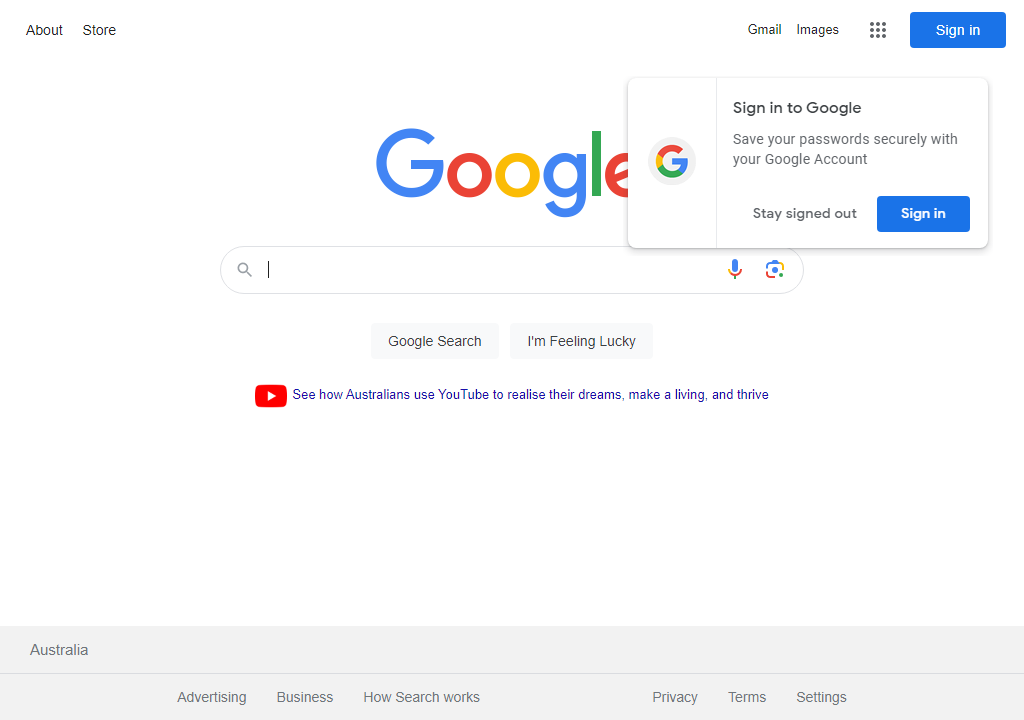 About Store Gmail Images Sign in
Sign in to Google
Save your passwords securely with
your Google Account
Stay signed out Sign in
Google
Google Search I'm Feeling Lucky
See how Australians use YouTube to realise their dreams, make a living, and thrive
Australia
Advertising Business How Search works Privacy Terms Settings